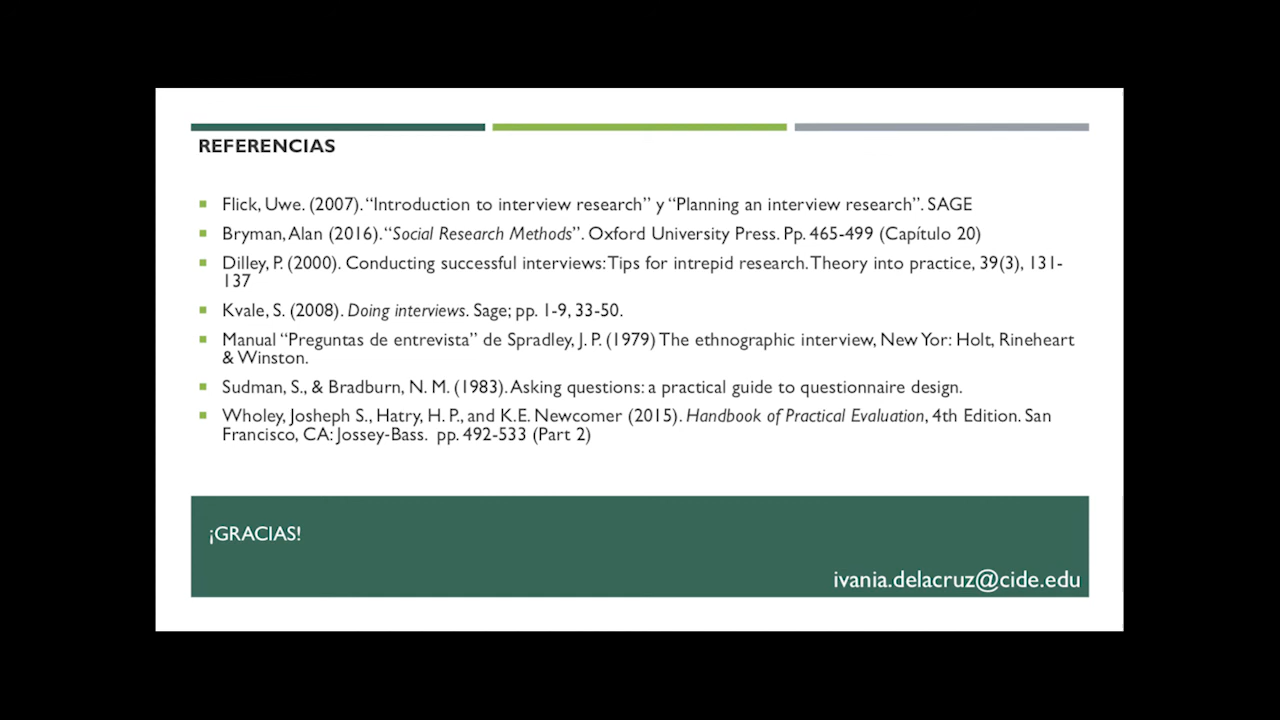 REFERENCIAS
Flick, Uwe. (2007). “Introduction to interview research” y “Planning an interview research”. SAGE
Bryman, Alan (2016). “Social Research Methods”. Oxford University Press. Pp. 465-499 (Capítulo 20)
Dilley, P. (2000). Conducting successful interviews: Tips for intrepid research. Theory into practice, 39(3), 131-
137
Kvale, S. (2008). Doing interviews. Sage; pp. 1-9, 33-50.
Manual “Preguntas de entrevista” de Spradley, J. P. (1979) The ethnographic interview, New Yor: Holt, Rineheart
& Winston.
Sudman, S., & Bradburn, N. M. (1983). Asking questions: a practical guide to questionnaire design.
Wholey, Josheph S., Hatry, H. P., and K.E. Newcomer (2015). Handbook of Practical Evaluation, 4th Edition. San
Francisco, CA: Jossey-Bass. pp. 492-533 (Part 2)
¡GRACIAS!
ivania.delacruz@cide.edu